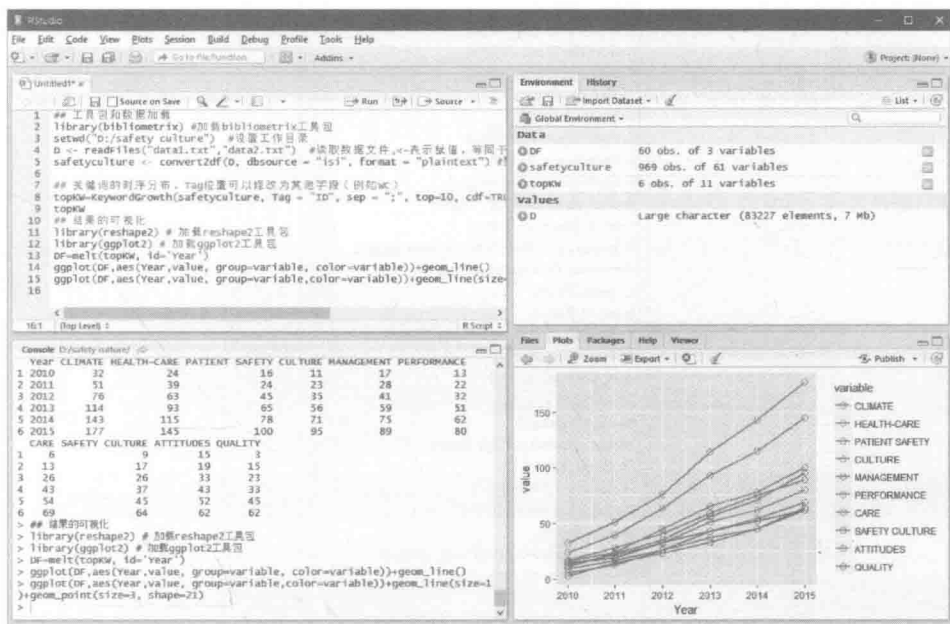 RStudio
File Edit Code View Plots Session Build Debug Profile Tools Help
Go to file/function
Addins
Project: (None)
Untitled1*
Source on Save
Run
Source
1 ## 工具包和数据加载
2 library(bibliometrix) #加载bibliometrix工具包
3 setwd("D:/safety culture") #设置工作目录
4 D <- readFiles("data1.txt","data2.txt") #读取数据文件,<-表示赋值，等同于
5 safetyculture <- convert2df(D, dbsource = "isi", format = "plaintext")
6
7 ## 关键词的时序分布，Tag位置可以修改为其他字段（例如WC）
8 topKW=KeywordGrowth(safetyculture, Tag = "ID", sep = ";", top=10, cdf=TRU
9 topKW
10 ## 结果的可视化
11 library(reshape2) # 加载reshape2工具包
12 library(ggplot2) # 加载ggplot2工具包
13 DF=melt(topKW, id='Year')
14 ggplot(DF,aes(Year,value, group=variable, color=variable))+geom_line()
15 ggplot(DF,aes(Year,value, group=variable,color=variable))+geom_line(size=
16
16:1 (Top Level) R Script
Console
Year CLIMATE HEALTH-CARE PATIENT SAFETY CULTURE MANAGEMENT PERFORMANCE
1 2010 32 24 16 11 17 13
2 2011 51 39 24 23 28 22
3 2012 76 63 45 35 41 32
4 2013 114 93 65 56 59 51
5 2014 143 115 78 71 75 62
6 2015 177 145 100 95 89 80
CARE SAFETY CULTURE ATTITUDES QUALITY
1 6 9 15 3
2 13 17 19 15
3 26 26 33 23
4 43 37 43 33
5 54 45 52 45
6 69 64 62 62
> ## 结果的可视化
> library(reshape2) # 加载reshape2工具包
> library(ggplot2) # 加载ggplot2工具包
> DF=melt(topKW, id='Year')
> ggplot(DF,aes(Year,value, group=variable, color=variable))+geom_line()
> ggplot(DF,aes(Year,value, group=variable,color=variable))+geom_line(size=1
)+geom_point(size=3, shape=21)
>
Environment History
Import Dataset
List
Global Environment
Data
DF 60 obs. of 3 variables
safetyculture 969 obs. of 61 variables
topKW 6 obs. of 11 variables
Values
D Large character (83227 elements, 7 Mb)
Files Plots Packages Help Viewer
Zoom Export Publish
150
100
50
0
value
2010 2011 2012 2013 2014 2015
Year
variable
CLIMATE
HEALTH-CARE
PATIENT SAFETY
CULTURE
MANAGEMENT
PERFORMANCE
CARE
SAFETY CULTURE
ATTITUDES
QUALITY